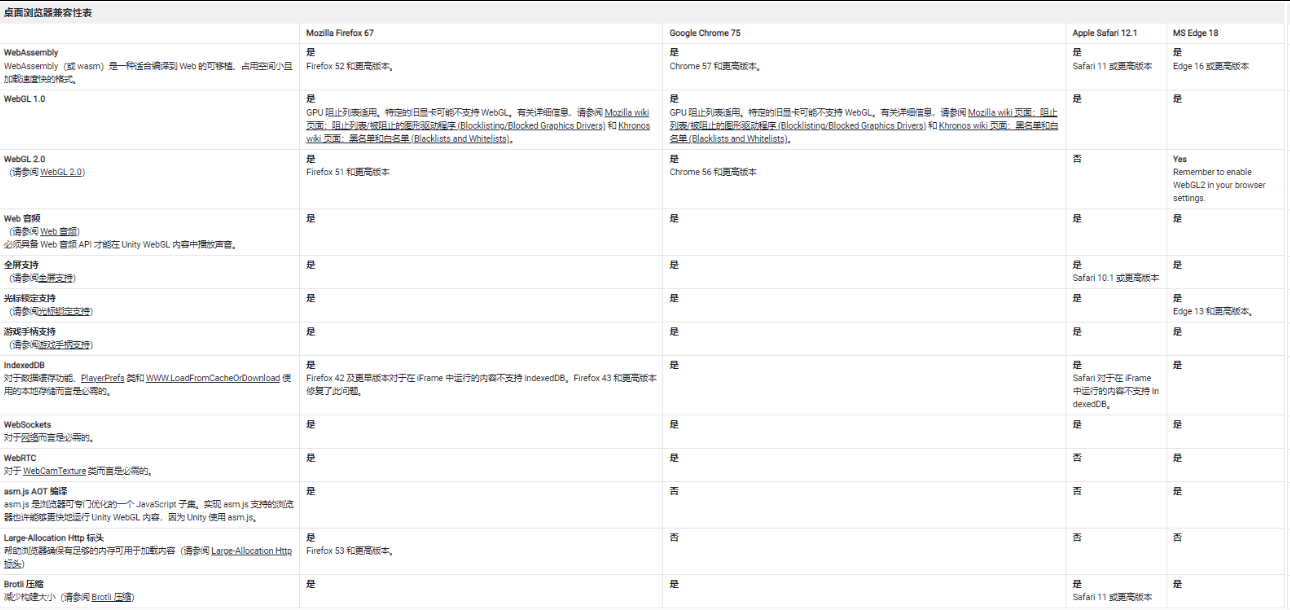 桌面浏览器兼容性表
Mozilla Firefox 67
Google Chrome 75
Apple Safari 12.1
MS Edge 18
WebAssembly
WebAssembly（或 wasm）是一种适合编译到 Web 的可移植、占用空间小且
加载速度快的格式。
是
Firefox 52 和更高版本。
是
Chrome 57 和更高版本。
是
Safari 11 或更高版本
是
Edge 16 或更高版本
WebGL 1.0
是
GPU 阻止列表适用。特定的旧显卡可能不支持 WebGL。有关详细信息，请参阅 Mozilla wiki
页面：阻止列表/被阻止的图形驱动程序 (Blocklisting/Blocked Graphics Drivers) 和 Khronos
wiki 页面：黑名单和白名单 (Blacklists and Whitelists)。
是
GPU 阻止列表适用。特定的旧显卡可能不支持 WebGL。有关详细信息，请参阅 Mozilla wiki 页面：阻止
列表/被阻止的图形驱动程序 (Blocklisting/Blocked Graphics Drivers) 和 Khronos wiki 页面：黑名单和白
名单 (Blacklists and Whitelists)。
是
是
WebGL 2.0
（请参阅 WebGL 2.0）
是
Firefox 51 和更高版本
是
Chrome 56 和更高版本
否
Yes
Remember to enable
WebGL2 in your browser
settings.
Web 音频
（请参阅 Web 音频）
必须具备 Web 音频 API 才能在 Unity WebGL 内容中播放声音。
是
是
是
是
全屏支持
（请参阅全屏支持）
是
是
是
Safari 10.1 或更高版本
是
光标锁定支持
（请参阅光标锁定支持）
是
是
是
是
Edge 13 和更高版本。
游戏手柄支持
（请参阅游戏手柄支持）
是
是
是
是
IndexedDB
对于数据缓存功能、PlayerPrefs 类和 WWW.LoadFromCacheOrDownload 使
用的本地存储而言是必需的。
是
Firefox 42 及更早版本对于在 iFrame 中运行的内容不支持 IndexedDB。Firefox 43 和更高版本
修复了此问题。
是
是
Safari 对于在 iFrame
中运行的内容不支持 In
dexedDB。
是
WebSockets
对于网络而言是必需的。
是
是
是
是
WebRTC
对于 WebCamTexture 类而言是必需的。
是
是
否
是
asm.js AOT 编译
asm.js 是浏览器可专门优化的一个 JavaScript 子集。实现 asm.js 支持的浏览
器也许能够更快地运行 Unity WebGL 内容，因为 Unity 使用 asm.js。
是
否
否
是
Large-Allocation Http 标头
帮助浏览器确保有足够的内存可用于加载内容（请参阅 Large-Allocation Http
标头）
是
Firefox 53 和更高版本。
否
否
否
Brotli 压缩
减少构建大小（请参阅 Brotli 压缩）
是
是
是
Safari 11 或更高版本
是